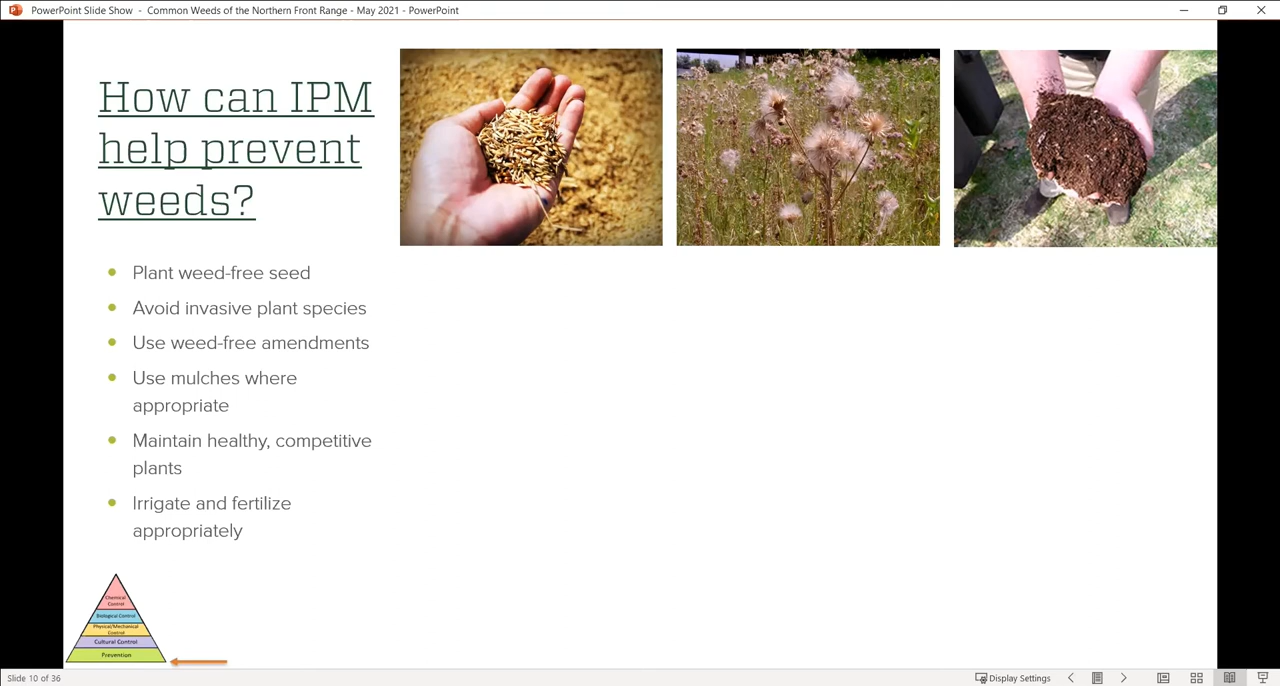 PowerPoint Slide Show - Common Weeds of the Northern Front Range - May 2021 - PowerPoint
How can IPM
help prevent
weeds?
Plant weed-free seed
Avoid invasive plant species
Use weed-free amendments
Use mulches where
appropriate
Maintain healthy, competitive
plants
Irrigate and fertilize
appropriately
Chemical
Control
Biological Control
Physical/Mechanical
Control
Cultural Control
Prevention
Slide 10 of 36
Display Settings